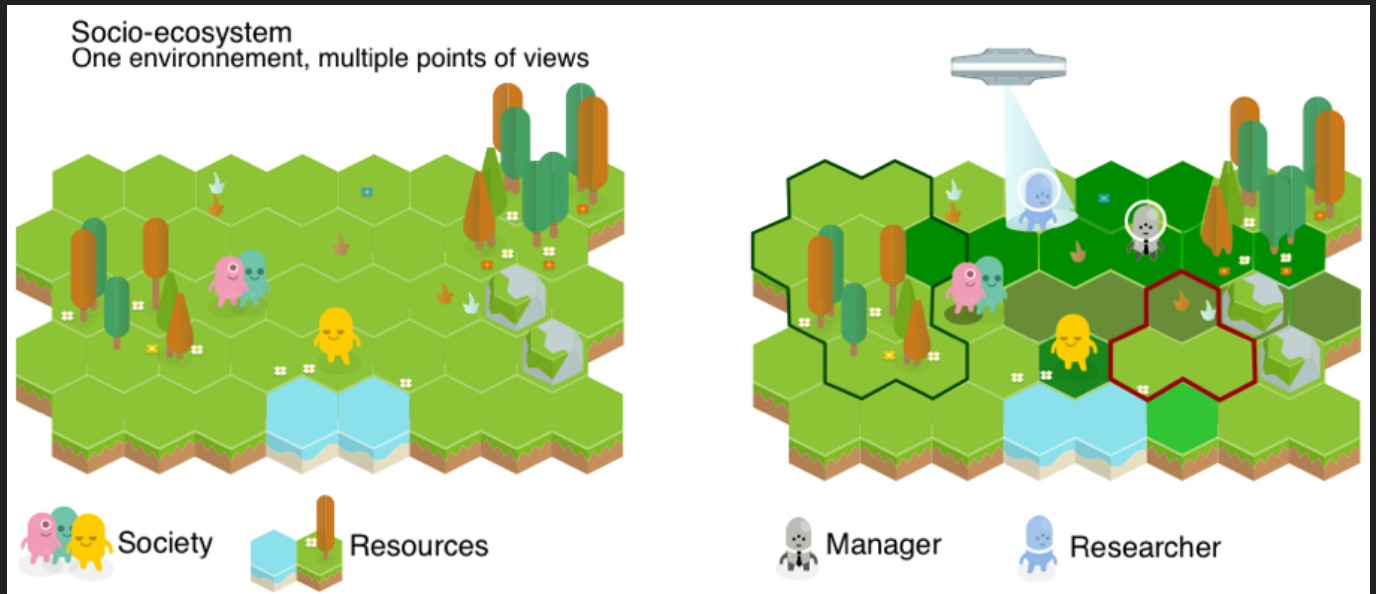 Socio-ecosystem
One environnement, multiple points of views
Society
Resources
Manager
Researcher